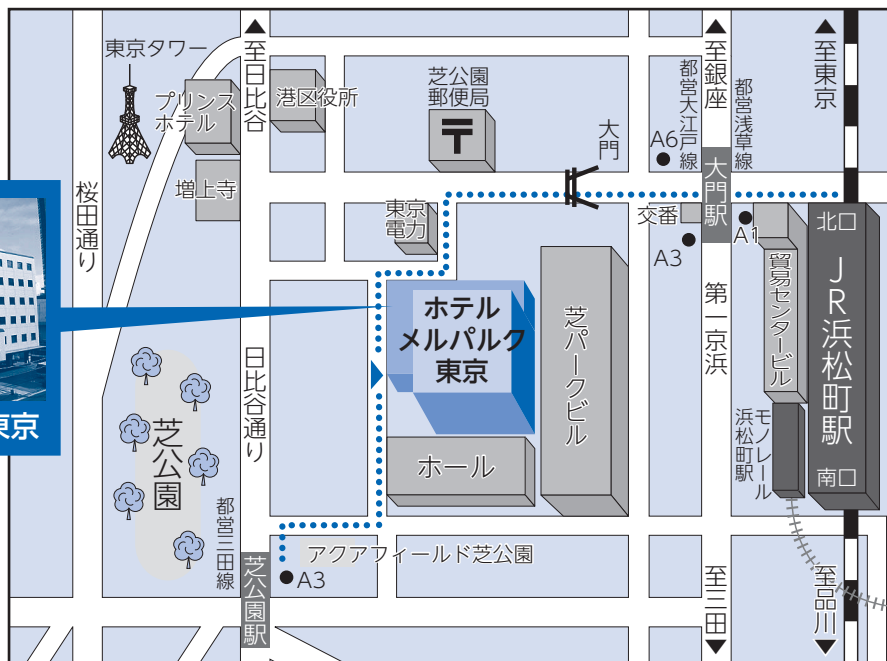 東京タワー
至日比谷
プリンス
ホテル
港区役所
芝公園
郵便局
大門
A6
都営大江戸線
至銀座
都営浅草線
至東京
桜田通り
増上寺
東京
電力
交番
A3
大門駅
A1
北口
貿易センタービル
JR浜松町駅
南口
モノレール
浜松町駅
第一京浜
ホテル
メルパルク
東京
芝パークビル
ホール
日比谷通り
芝公園
東京
都営三田線
芝公園駅
アクアフィールド芝公園
A3
至三田
至品川